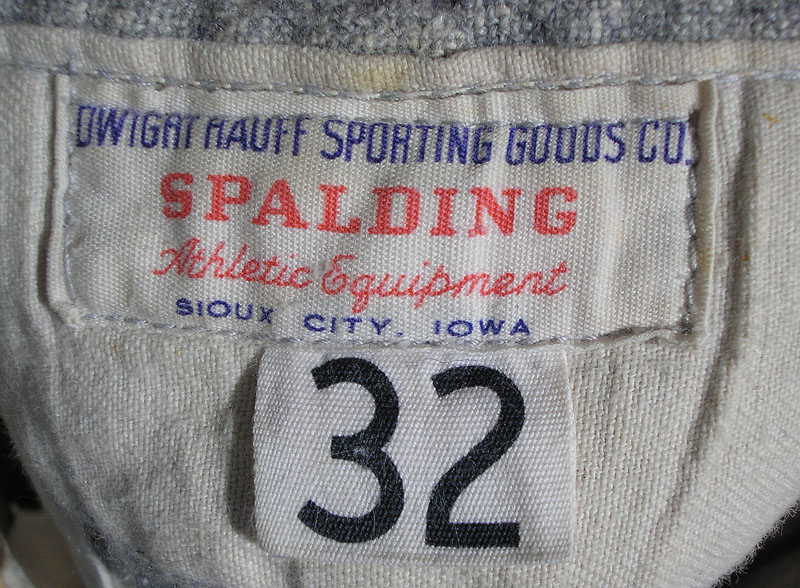 DWIGHT HAUFF SPORTING GOODS CO.
SPALDING
Athletic Equipment
SIOUX CITY, IOWA
32